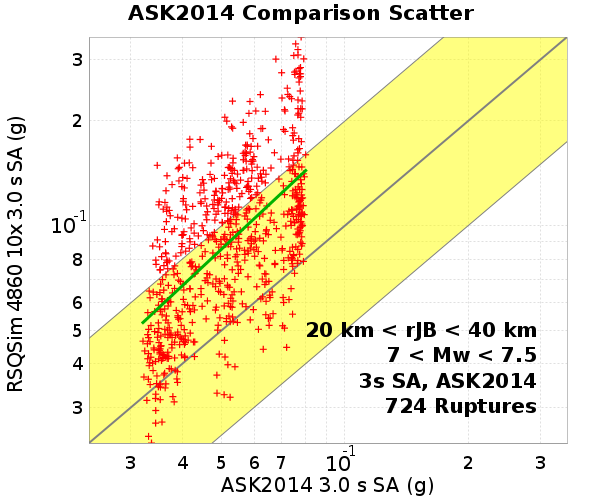 ASK2014 Comparison Scatter
RSQSim 4860 10x 3.0 s SA (g)
3
2
10-1
8
6
5
4
3
20 km < rJB < 40 km
7 < Mw < 7.5
3s SA, ASK2014
724 Ruptures
3 4 5 6 7 10-1 2 3
ASK2014 3.0 s SA (g)